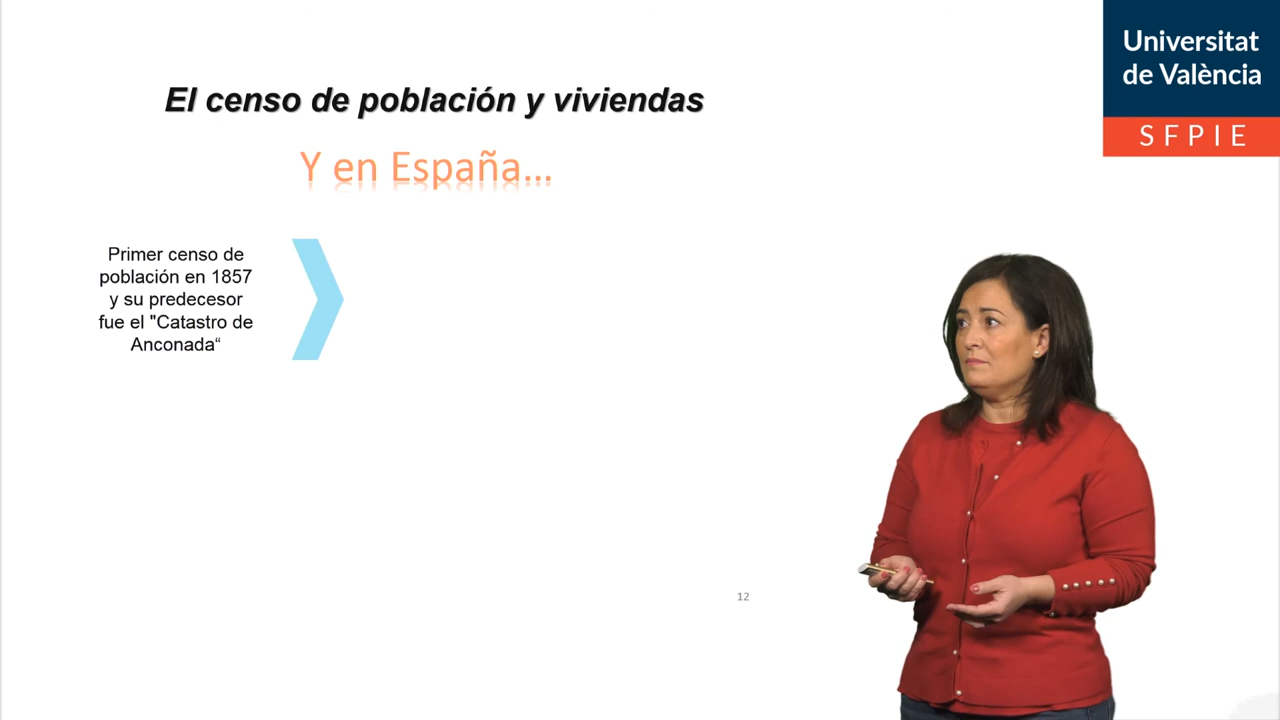 Universitat
de València
SFPIE
El censo de población y viviendas
Y en España...
Primer censo de
población en 1857
y su predecesor
fue el "Catastro de
Anconada“
12